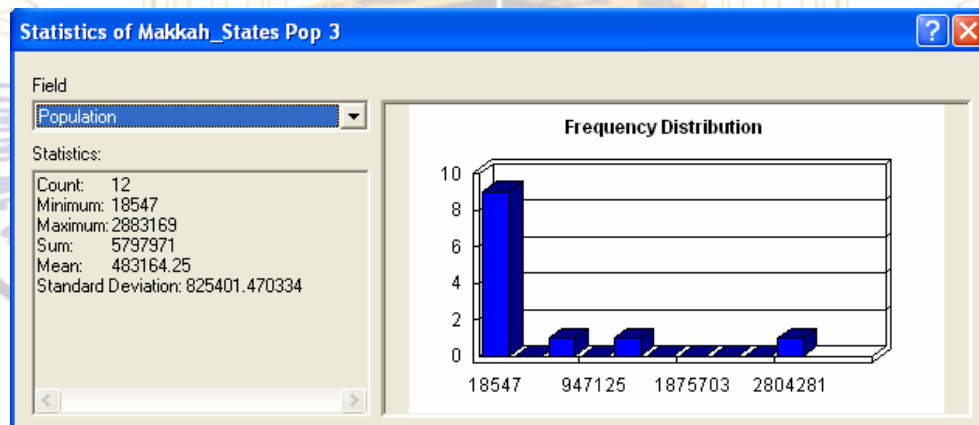 Statistics of Makkah_States Pop 3
Field
Population
Statistics:
Count: 12
Minimum: 18547
Maximum: 2883169
Sum: 5797971
Mean: 483164.25
Standard Deviation: 825401.470334
Frequency Distribution
10
8
6
4
2
0
18547 947125 1875703 2804281